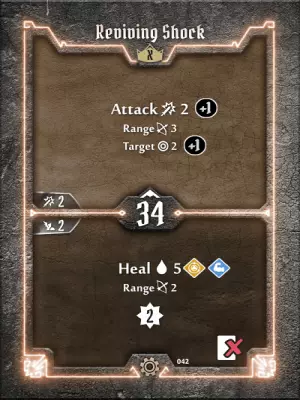 Reviving Shock
X
Attack 2 +1
Range 3
Target 2 +1
2
34
2
Heal 5
Range 2
2
042